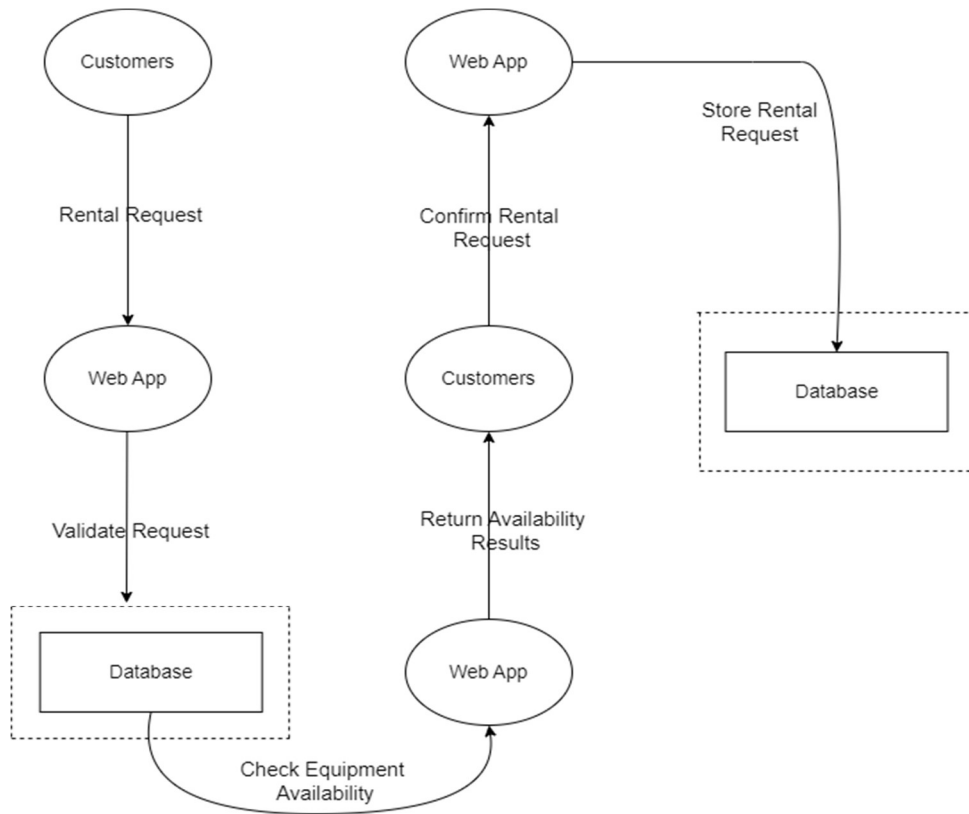 Customers
Rental Request
Web App
Validate Request
Database
Check Equipment
Availability
Web App
Return Availability
Results
Customers
Confirm Rental
Request
Web App
Store Rental
Request
Database